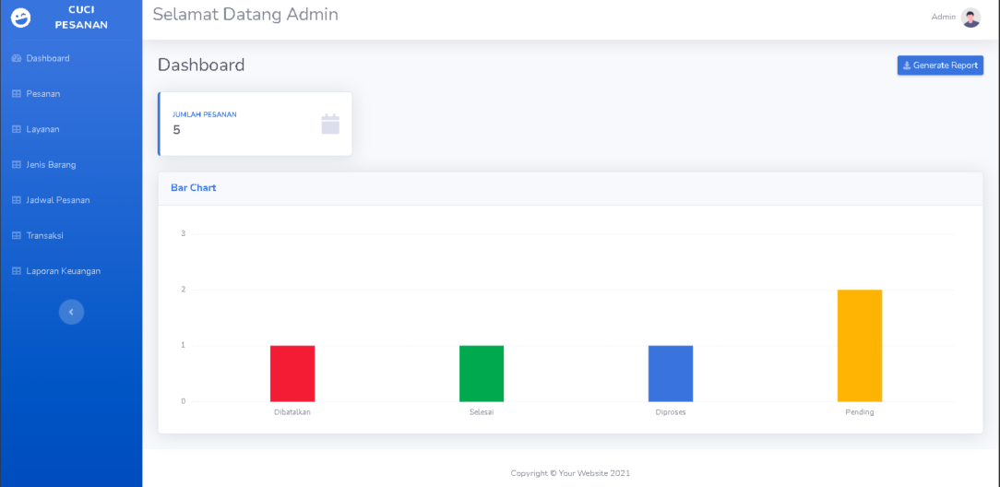 CUCI
PESANAN
Selamat Datang Admin
Admin
Dashboard
Pesanan
Layanan
Jenis Barang
Jadwal Pesanan
Transaksi
Laporan Keuangan
Dashboard
Generate Report
JUMLAH PESANAN
5
Bar Chart
3
2
1
0
Dibatalkan
Selesai
Diproses
Pending
Copyright © Your Website 2021